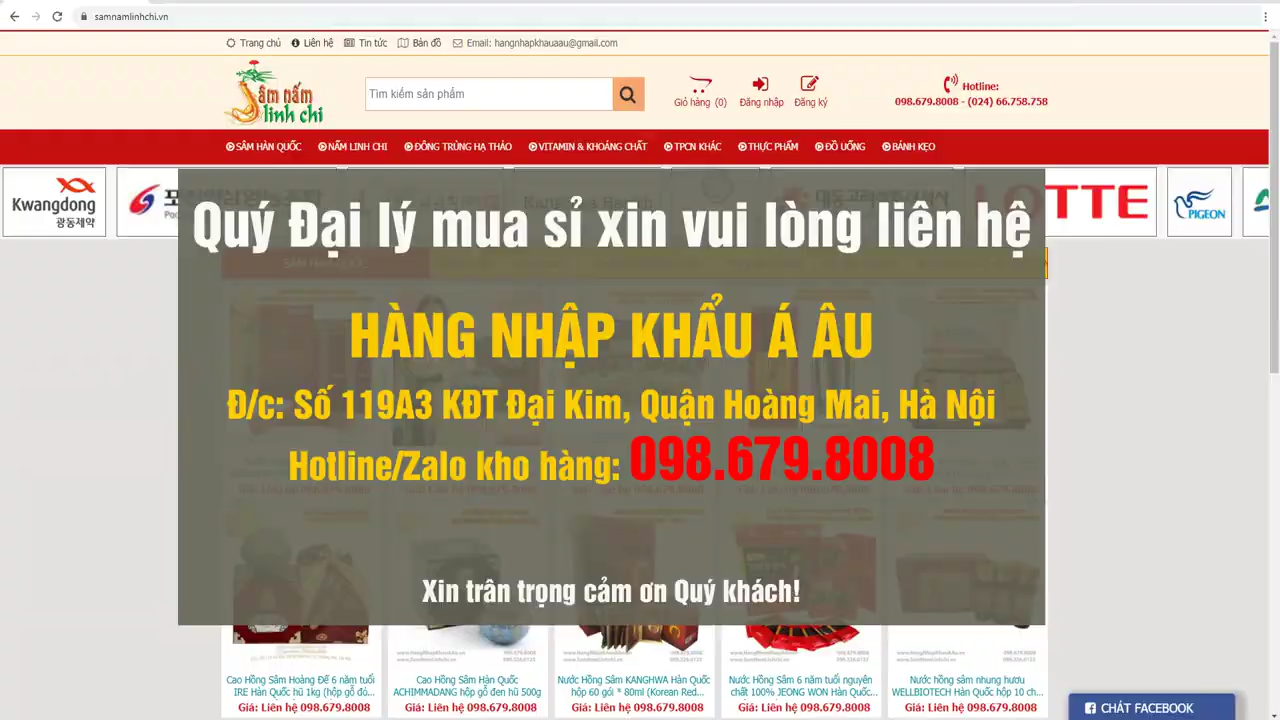 samnamlinhchi.vn
Trang chủ Liên hệ Tin tức Bản đồ Email: hangnhapkhauaau@gmail.com
Sâm nấm
linh chi
Tìm kiếm sản phẩm
Giỏ hàng (0) Đăng nhập Đăng ký
Hotline:
098.679.8008 - (024) 66.758.758
SÂM HÀN QUỐC NẤM LINH CHI ĐÔNG TRÙNG HẠ THẢO VITAMIN & KHOÁNG CHẤT TPCN KHÁC THỰC PHẨM ĐỒ UỐNG BÁNH KẸO
Kwangdong
광동제약
LOTTE
PIGEON
Quý Đại lý mua sỉ xin vui lòng liên hệ
HÀNG NHẬP KHẨU Á ÂU
Đ/c: Số 119A3 KĐT Đại Kim, Quận Hoàng Mai, Hà Nội
Hotline/Zalo kho hàng: 098.679.8008
Xin trân trọng cảm ơn Quý khách!
Cao Hồng Sâm Hoàng Đế 6 năm tuổi
IRE Hàn Quốc hũ 1kg (hộp gỗ đỏ...
Giá: Liên hệ 098.679.8008
Cao Hồng Sâm Hàn Quốc
ACHIMMADANG hộp gỗ đen hũ 500g
Giá: Liên hệ 098.679.8008
Nước Hồng Sâm KANGHWA Hàn Quốc
hộp 60 gói * 80ml (Korean Red...
Giá: Liên hệ 098.679.8008
Nước Hồng Sâm 6 năm tuổi nguyên
chất 100% JEONG WON Hàn Quốc...
Giá: Liên hệ 098.679.8008
Nước hồng sâm nhung hươu
WELLBIOTECH Hàn Quốc hộp 10 ch...
Giá: Liên hệ 098.679.8008
CHÁT FACEBOOK